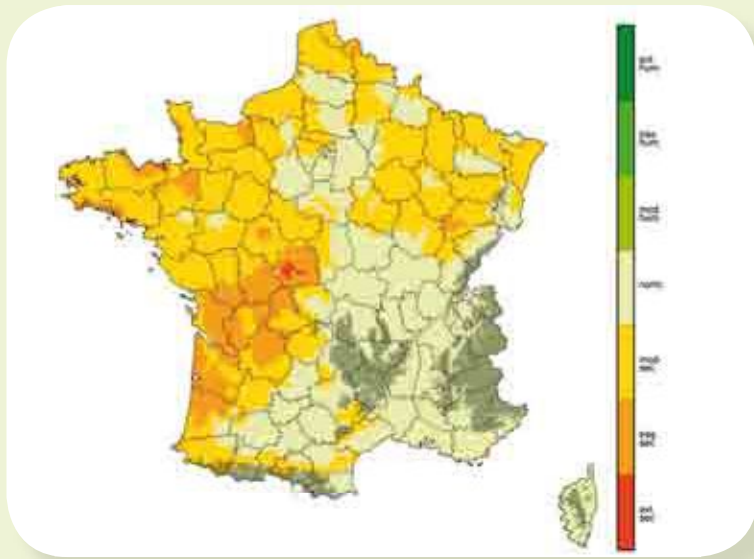 ext.
hum
très
hum
mod.
hum
norm.
mod.
sec
très
sec
ext.
sec